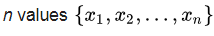 n values {x₁, x₂, . . . , xₙ}